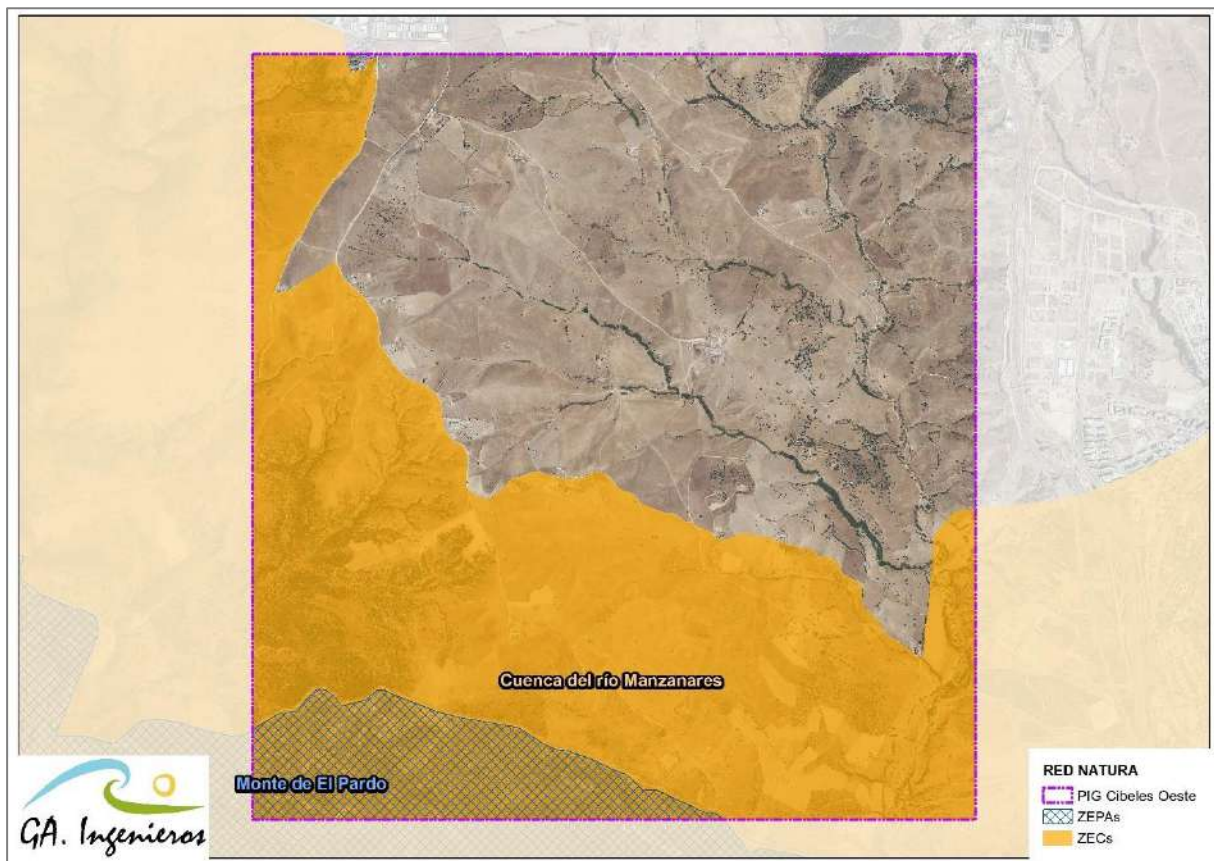 Cuenca del río Manzanares
Monte de El Pardo
GA. Ingenieros
RED NATURA
PIG Cibeles Oeste
ZEPAs
ZECs